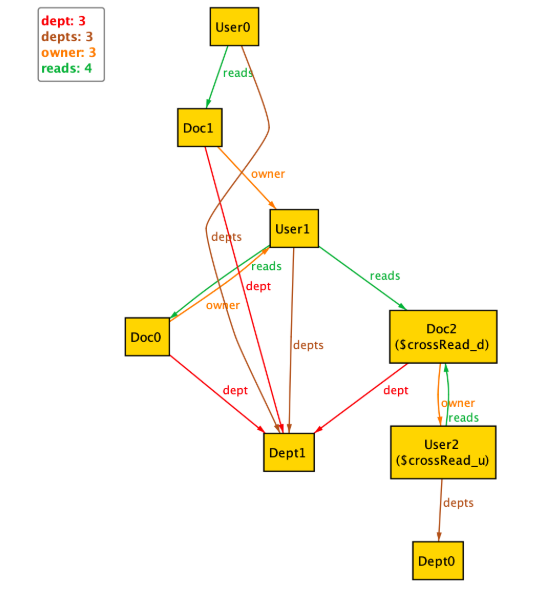 dept: 3
depts: 3
owner: 3
reads: 4
User0
reads
Doc1
owner
User1
depts
reads
reads
dept
owner
Doc2
($crossRead_d)
Doc0
depts
dept
dept
owner
reads
User2
($crossRead_u)
Dept1
depts
Dept0